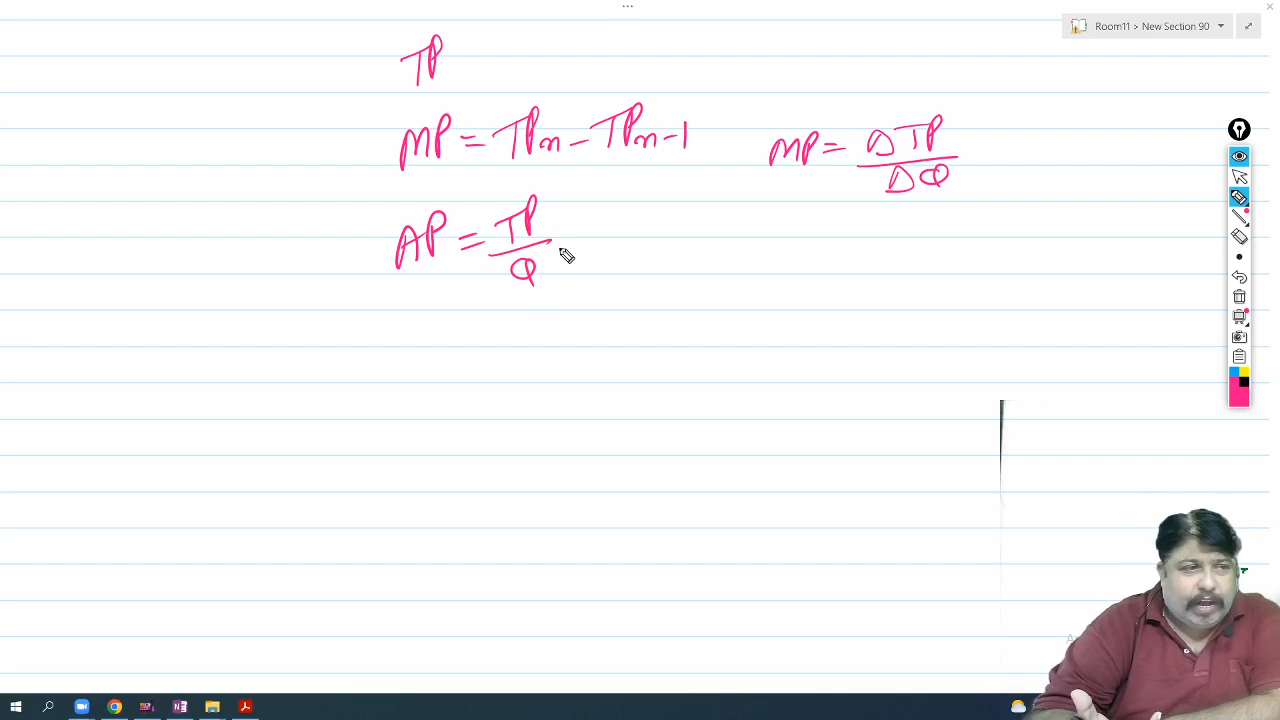 Room11 > New Section 90
TP
MP = TPn - TPn-1
MP = ΔTP / ΔQ
AP = TP / Q